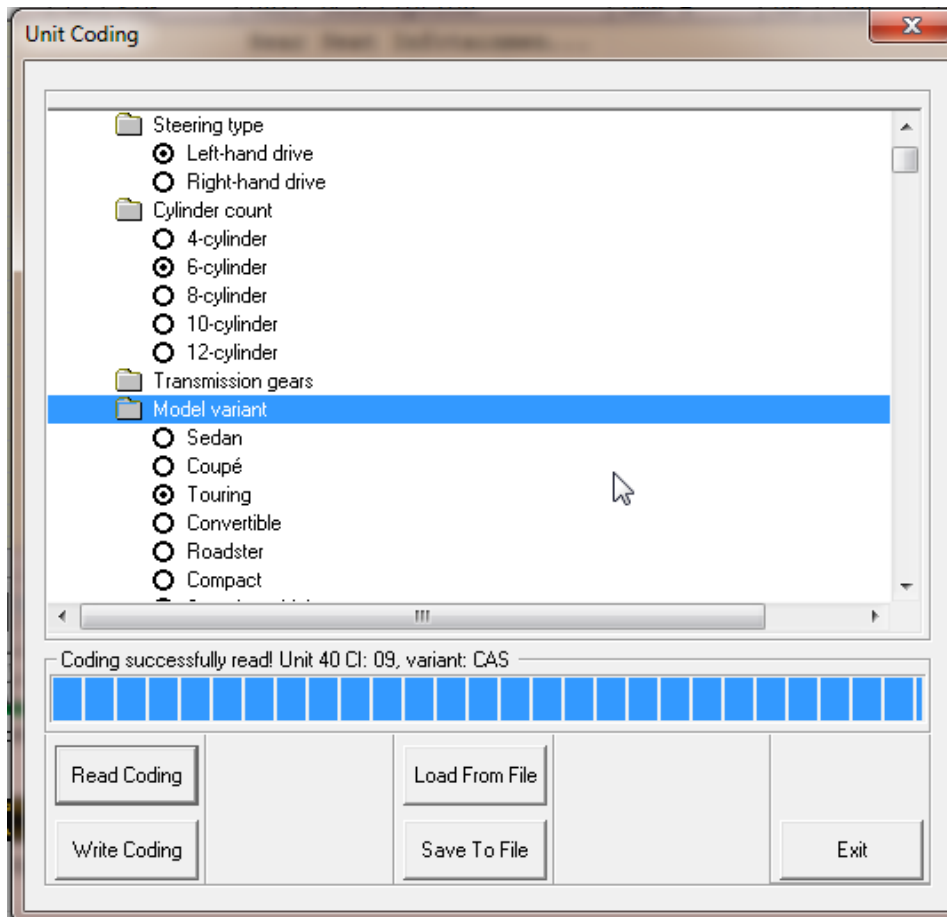 Unit Coding
Steering type
Left-hand drive
Right-hand drive
Cylinder count
4-cylinder
6-cylinder
8-cylinder
10-cylinder
12-cylinder
Transmission gears
Model variant
Sedan
Coupé
Touring
Convertible
Roadster
Compact
Coding successfully read! Unit 40 CI: 09, variant: CAS
Read Coding
Load From File
Write Coding
Save To File
Exit